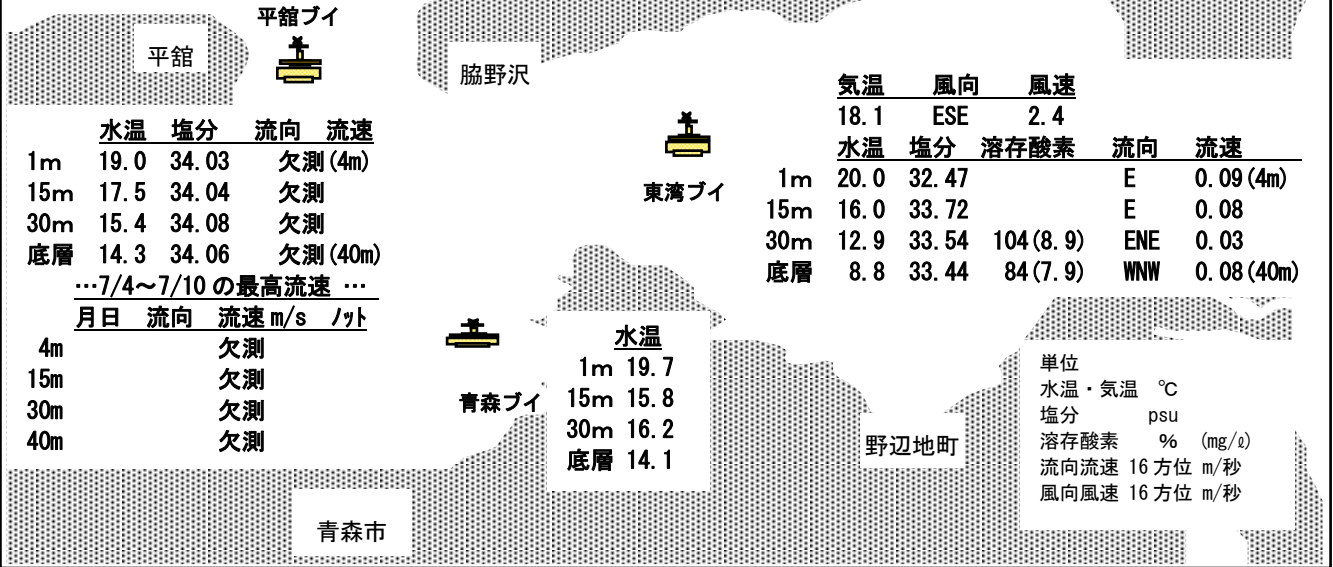 平舘ブイ
平舘
脇野沢
水温 塩分 流向 流速
1m 19.0 34.03 欠測(4m)
15m 17.5 34.04 欠測
30m 15.4 34.08 欠測
底層 14.3 34.06 欠測(40m)
…7/4~7/10の最高流速 …
月日 流向 流速m/s ノット
4m 欠測
15m 欠測
30m 欠測
40m 欠測
東湾ブイ
気温 風向 風速
18.1 ESE 2.4
水温 塩分 溶存酸素 流向 流速
1m 20.0 32.47 E 0.09(4m)
15m 16.0 33.72 E 0.08
30m 12.9 33.54 104(8.9) ENE 0.03
底層 8.8 33.44 84(7.9) WNW 0.08(40m)
青森ブイ
水温
1m 19.7
15m 15.8
30m 16.2
底層 14.1
野辺地町
青森市
単位
水温・気温 ℃
塩分 psu
溶存酸素 % (mg/ℓ)
流向流速 16方位 m/秒
風向風速 16方位 m/秒